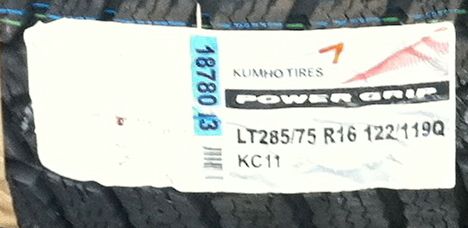 KUMHO TIRES
POWER GRIP
LT285/75 R16 122/119Q
KC11
18780 13